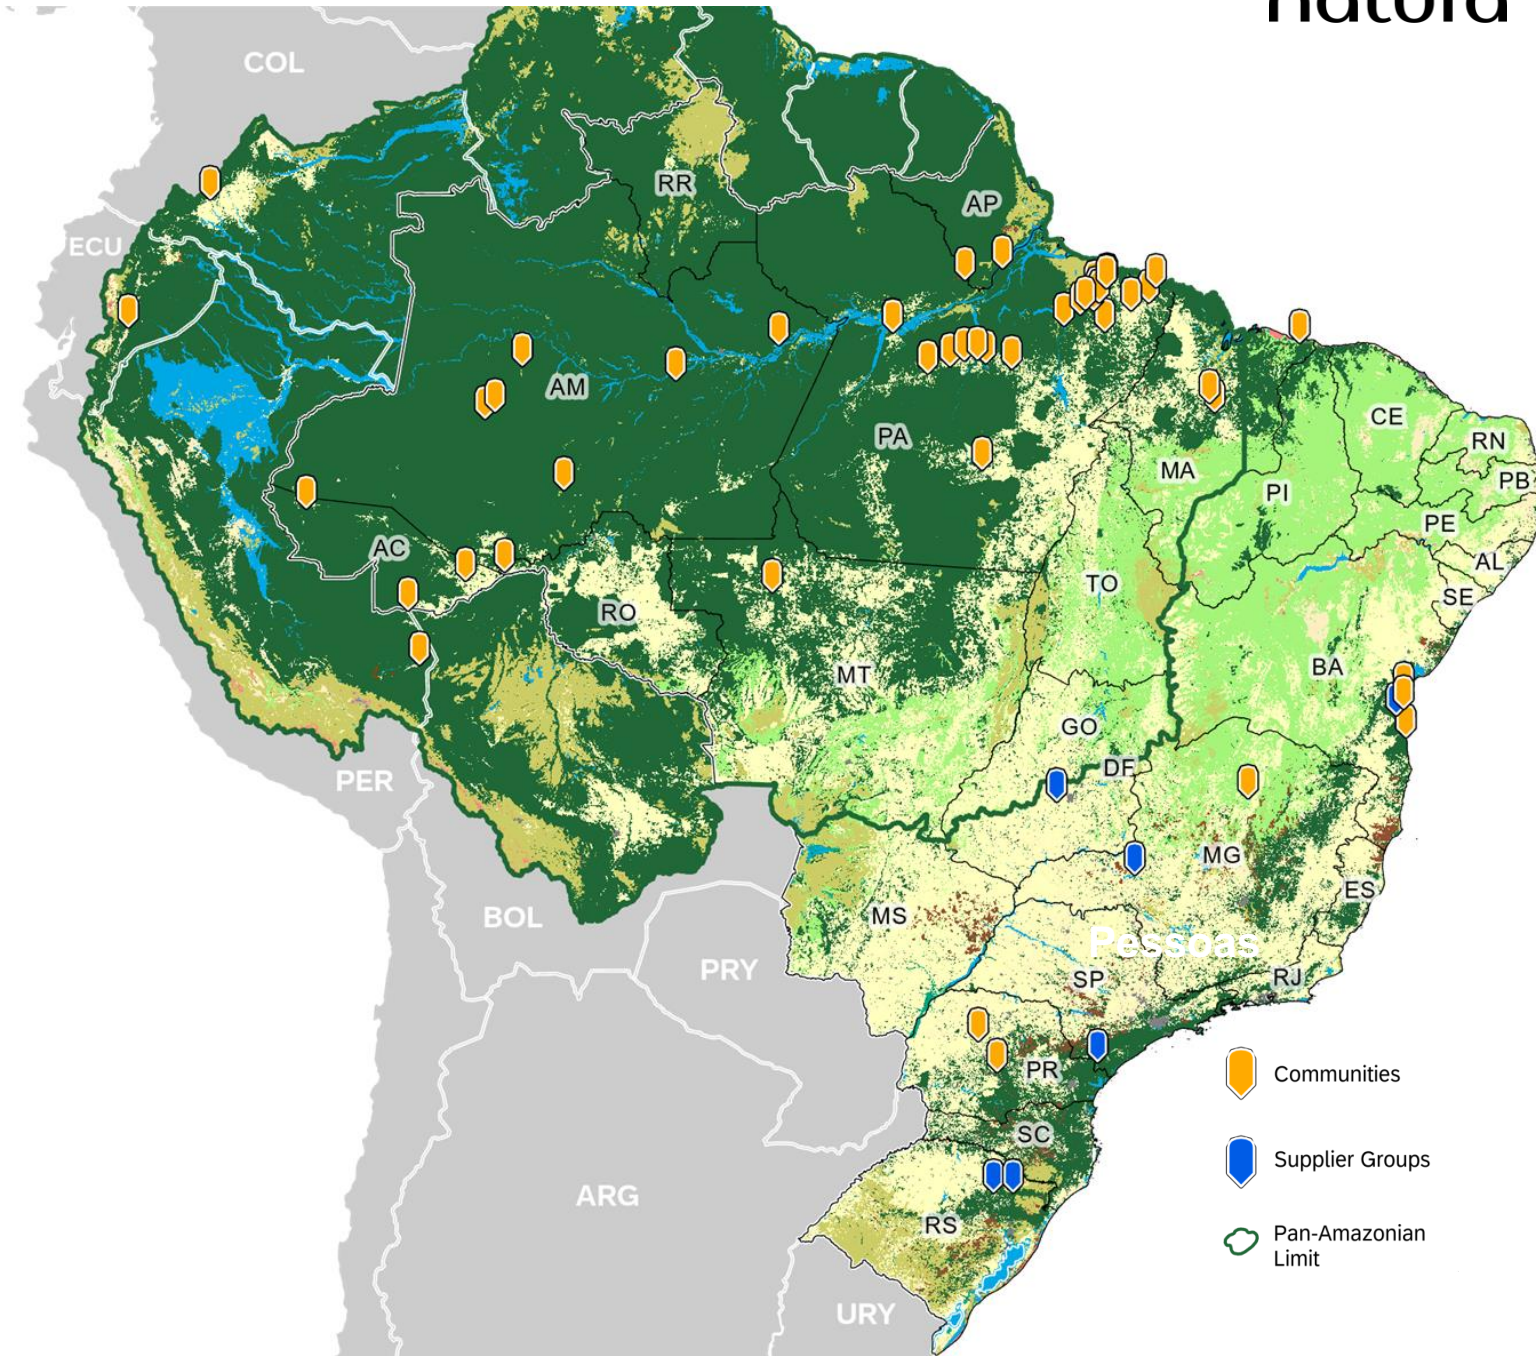 natura
COL
RR
AP
ECU
AM
PA
CE
RN
MA
PB
PI
PE
AC
AL
TO
SE
RO
BA
MT
GO
DF
PER
MG
ES
MS
BOL
Pessoas
PRY
SP
RJ
PR
Communities
SC
Supplier Groups
ARG
RS
Pan-Amazonian
Limit
URY